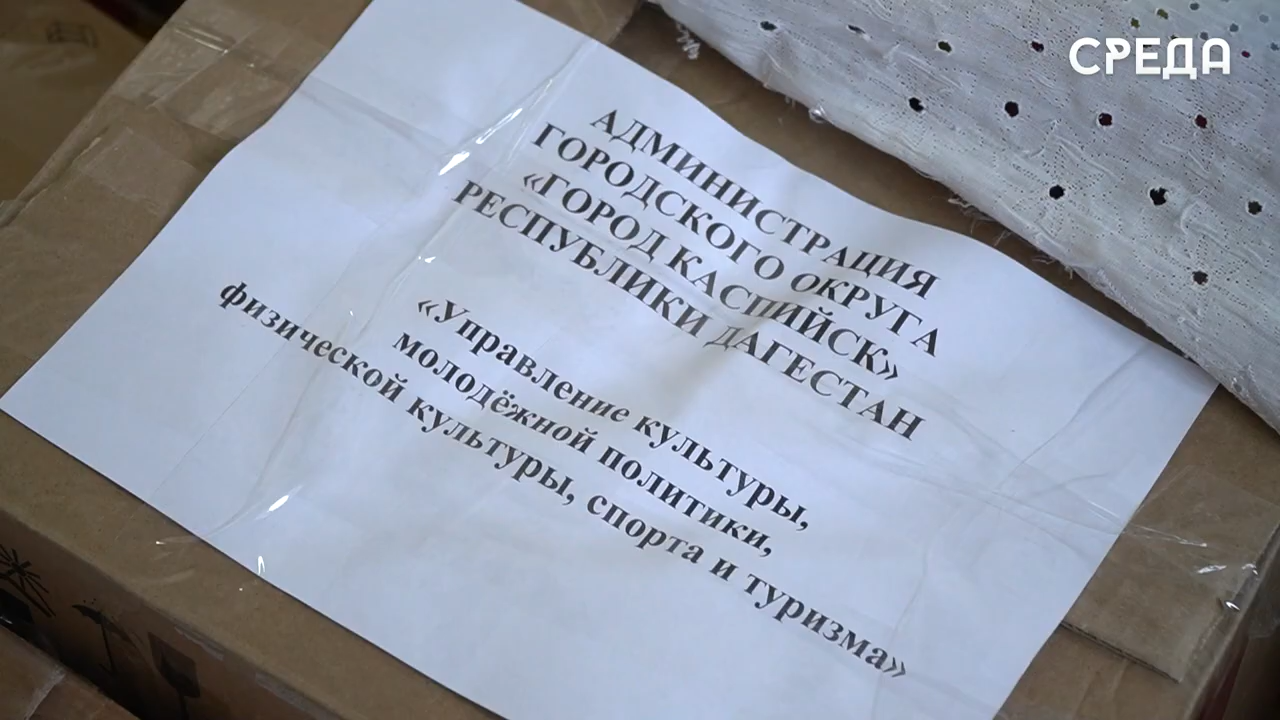 СРЕДА
АДМИНИСТРАЦИЯ
ГОРОДСКОГО ОКРУГА
«ГОРОД КАСПИЙСК»
РЕСПУБЛИКИ ДАГЕСТАН
«Управление культуры,
молодёжной политики,
физической культуры, спорта и туризма»